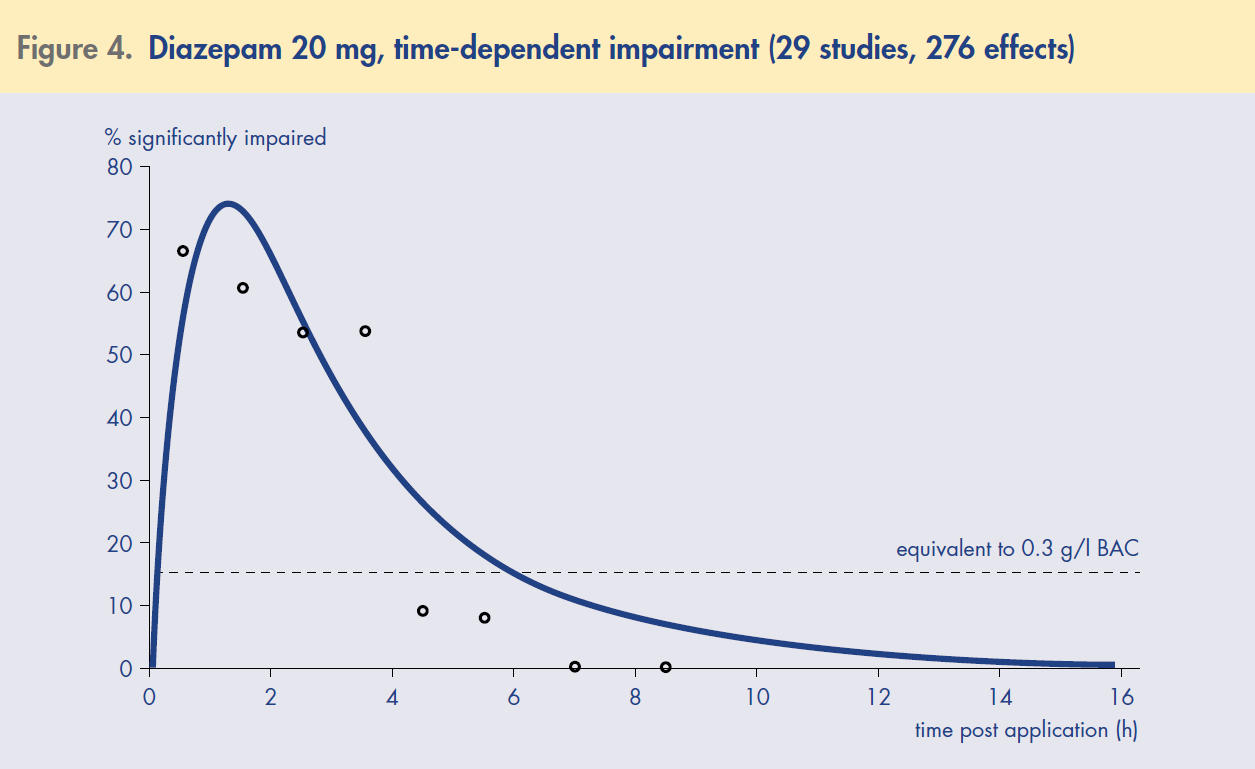 Figure 4. Diazepam 20 mg, time-dependent impairment (29 studies, 276 effects)
% significantly impaired
80
70
60
50
40
30
20
equivalent to 0.3 g/l BAC
10
0
0 2 4 6 8 10 12 14 16
time post application (h)